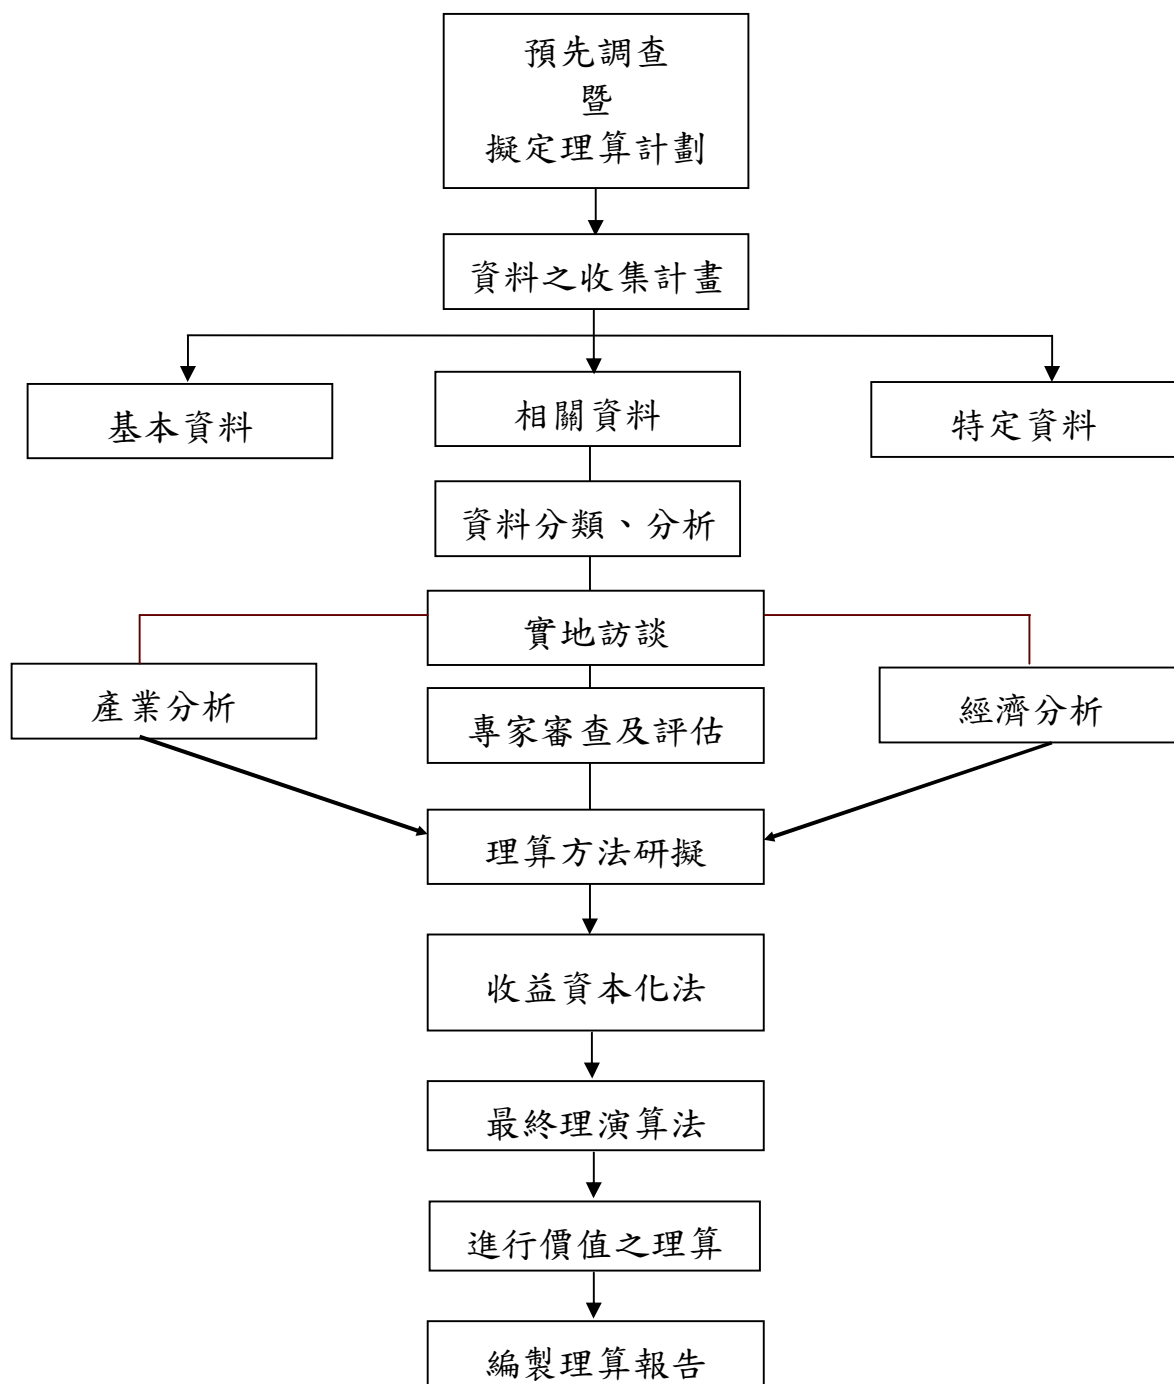 預先調查
暨
擬定理算計劃
資料之收集計畫
基本資料
相關資料
特定資料
資料分類、分析
實地訪談
產業分析
專家審查及評估
經濟分析
理算方法研擬
收益資本化法
最終理演算法
進行價值之理算
編製理算報告